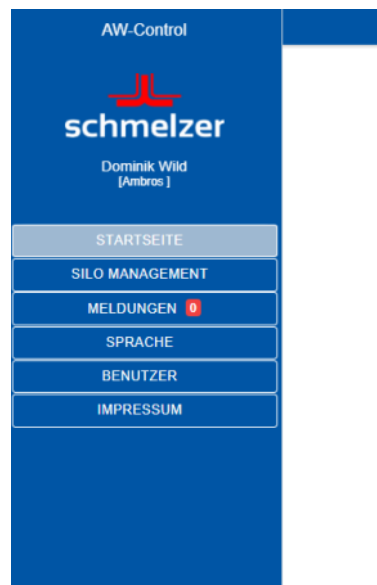 AW-Control
schmelzer
Dominik Wild
[Ambros ]
STARTSEITE
SILO MANAGEMENT
MELDUNGEN 0
SPRACHE
BENUTZER
IMPRESSUM